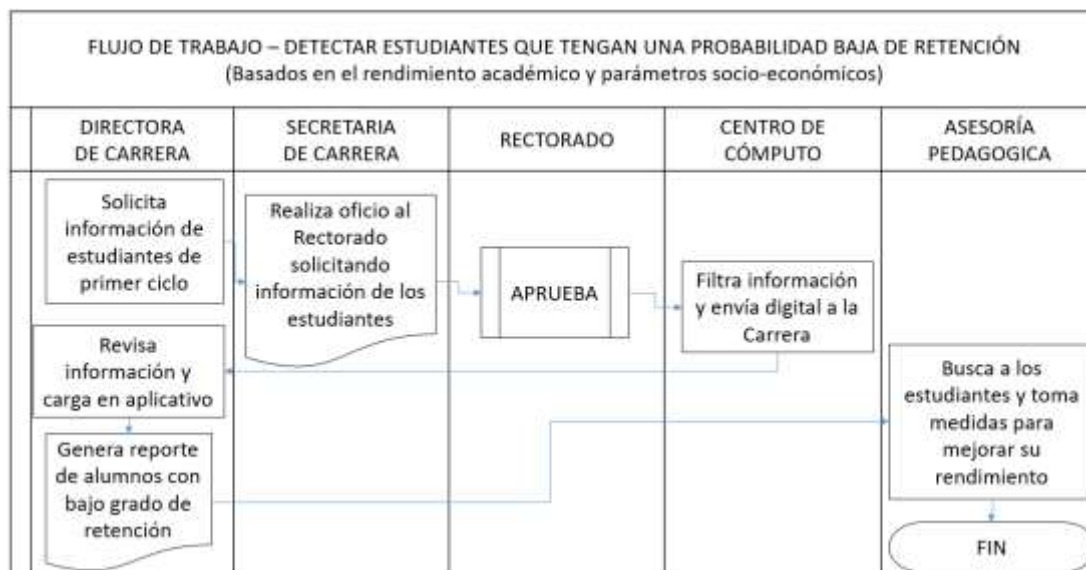 FLUJO DE TRABAJO – DETECTAR ESTUDIANTES QUE TENGAN UNA PROBABILIDAD BAJA DE RETENCIÓN
(Basados en el rendimiento académico y parámetros socio-económicos)
DIRECTORA
DE CARRERA
SECRETARIA
DE CARRERA
RECTORADO
CENTRO DE
CÓMPUTO
ASESORÍA
PEDAGOGICA
Solicita
información de
estudiantes de
primer ciclo
Realiza oficio al
Rectorado
solicitando
información de los
estudiantes
APRUEBA
Filtra información
y envía digital a la
Carrera
Revisa
información y
carga en aplicativo
Genera reporte
de alumnos con
bajo grado de
retención
Busca a los
estudiantes y toma
medidas para
mejorar su
rendimiento
FIN